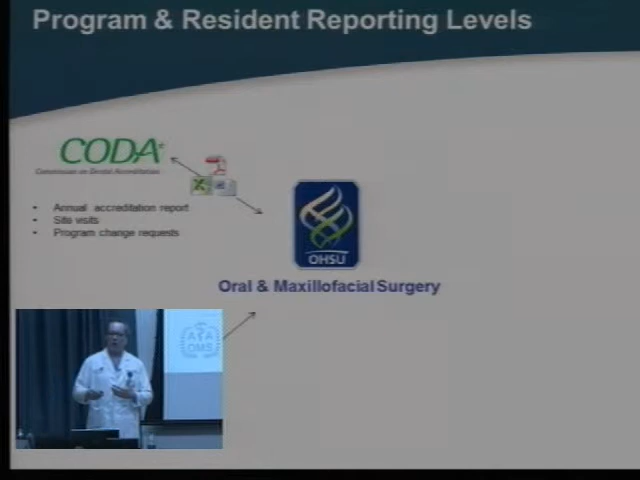 Program & Resident Reporting Levels
CODA
Commission on Dental Accreditation
• Annual accreditation report
• Site visits
• Program change requests
OHSU
Oral & Maxillofacial Surgery
A A
OMS